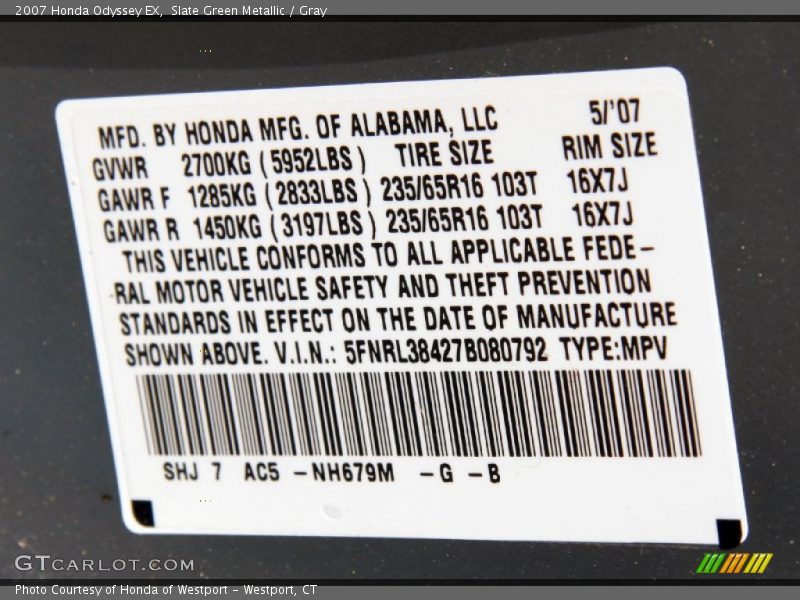 2007 Honda Odyssey EX, Slate Green Metallic / Gray
MFD. BY HONDA MFG. OF ALABAMA, LLC 5/'07
GVWR 2700KG (5952LBS) TIRE SIZE RIM SIZE
GAWR F 1285KG (2833LBS) 235/65R16 103T 16X7J
GAWR R 1450KG (3197LBS) 235/65R16 103T 16X7J
THIS VEHICLE CONFORMS TO ALL APPLICABLE FEDE-
RAL MOTOR VEHICLE SAFETY AND THEFT PREVENTION
STANDARDS IN EFFECT ON THE DATE OF MANUFACTURE
SHOWN ABOVE. V.I.N.: 5FNRL38427B080792 TYPE:MPV
SHJ 7 AC5 -NH679M -G -B
GTCARLOT.COM
Photo Courtesy of Honda of Westport - Westport, CT